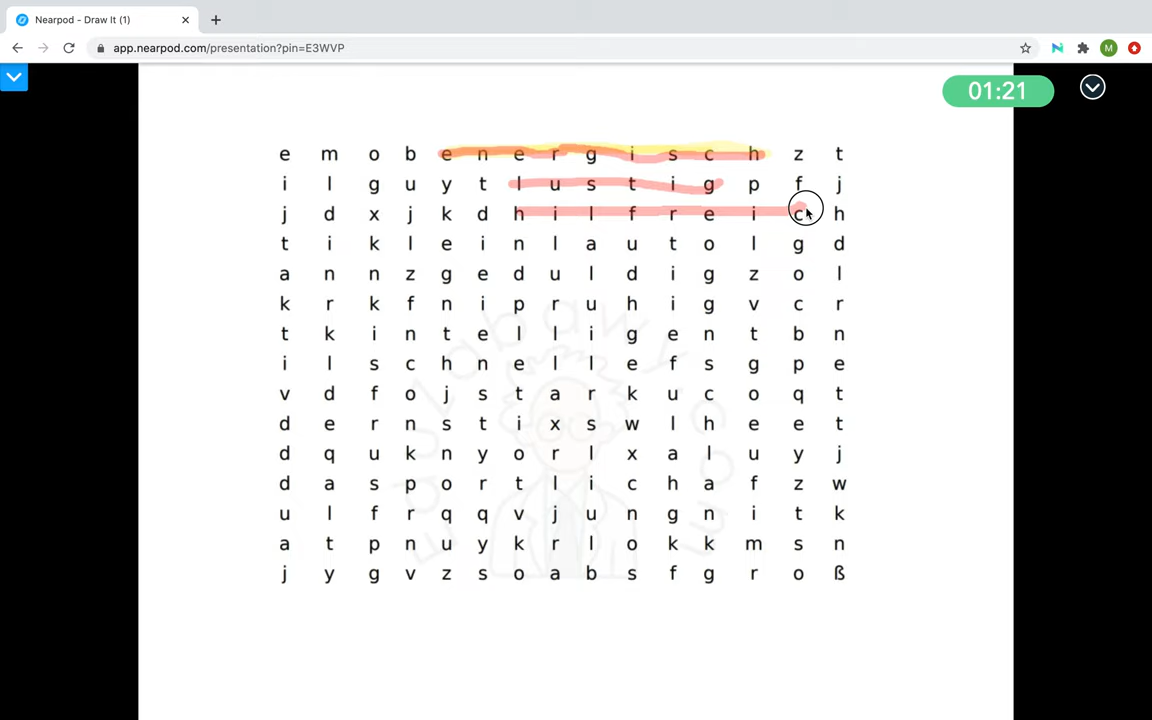 Nearpod - Draw It (1)
app.nearpod.com/presentation?pin=E3WVP
M
01:21
e m o b e n e r g i s c h z t
i l g u y t l u s t i g p f j
j d x j k d h i l f r e i c h
t i k l e i n l a u t o l g d
a n n z g e d u l d i g z o l
k r k f n i p r u h i g v c r
t k i n t e l l i g e n t b n
i l s c h n e l l e f s g p e
v d f o j s t a r k u c o q t
d e r n s t i x s w l h e e t
d q u k n y o r l x a l u y j
d a s p o r t l i c h a f z w
u l f r q q v j u n g n i t k
a t p n u y k r l o k k m s n
j y g v z s o a b s f g r o ß